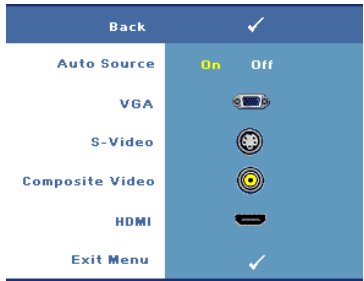 Back
Auto Source On Off
VGA
S-Video
Composite Video
HDMI
Exit Menu